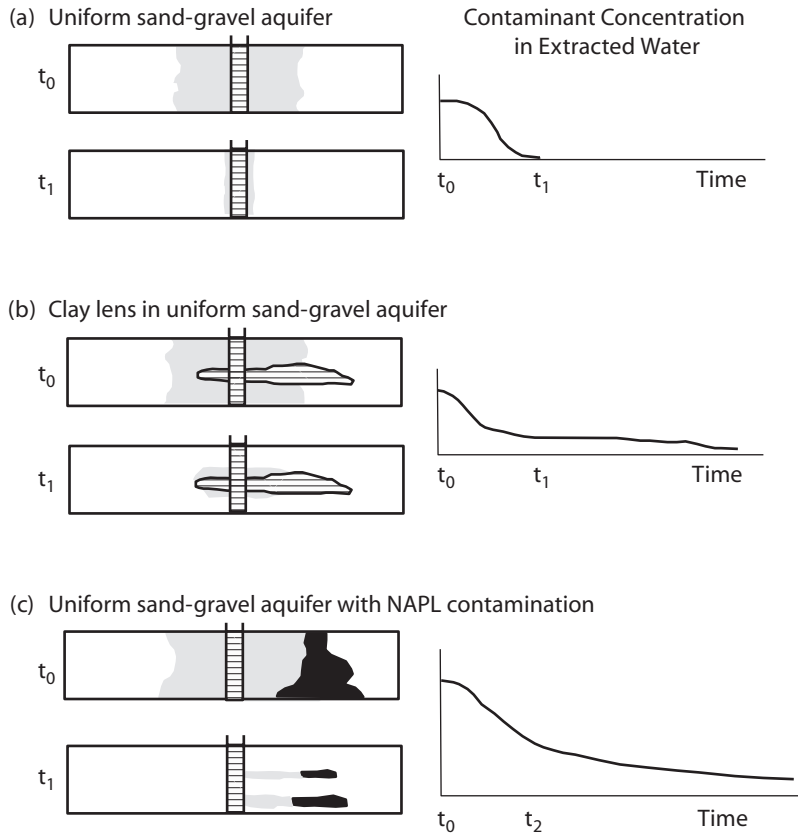 (a) Uniform sand-gravel aquifer
Contaminant Concentration
in Extracted Water
t0
t1
t0
t1
Time
(b) Clay lens in uniform sand-gravel aquifer
t0
t1
t0
t1
Time
(c) Uniform sand-gravel aquifer with NAPL contamination
t0
t1
t0
t2
Time